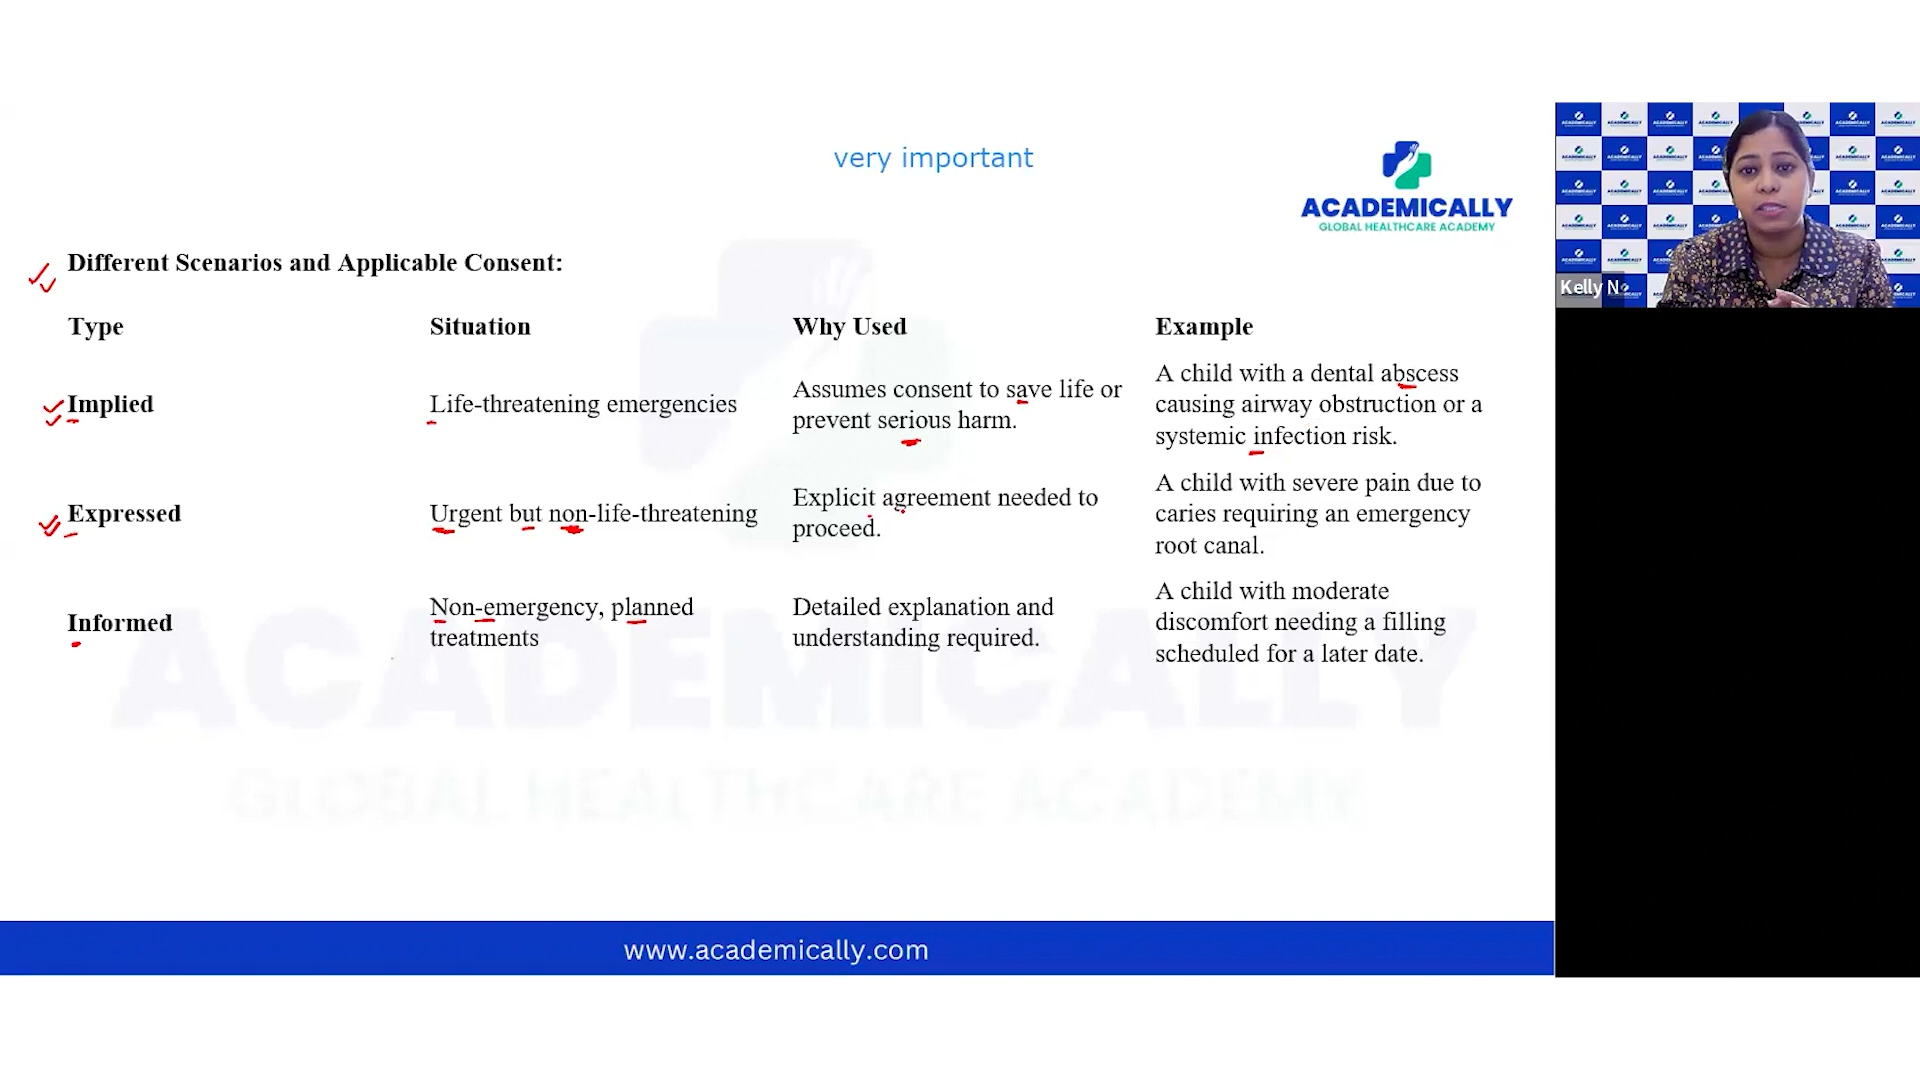 very important
ACADEMICALLY
GLOBAL HEALTHCARE ACADEMY
Kelly N
Different Scenarios and Applicable Consent:
Type Situation Why Used Example
Implied Life-threatening emergencies Assumes consent to save life or prevent serious harm. A child with a dental abscess causing airway obstruction or a systemic infection risk.
Expressed Urgent but non-life-threatening Explicit agreement needed to proceed. A child with severe pain due to caries requiring an emergency root canal.
Informed Non-emergency, planned treatments Detailed explanation and understanding required. A child with moderate discomfort needing a filling scheduled for a later date.
ACADEMICALLY
GLOBAL HEALTHCARE ACADEMY
www.academically.com